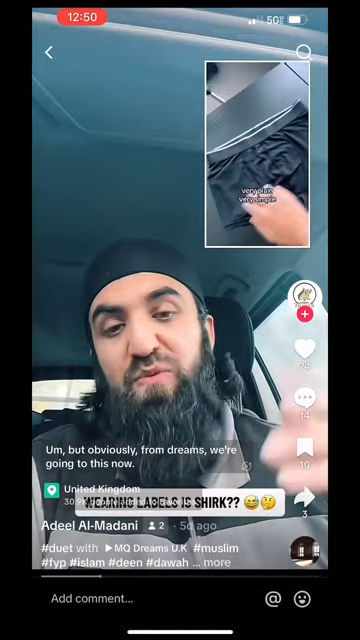 12:50
5G
very plain
very simple
74
14
10
3
Um, but obviously, from dreams, we're
going to this now.
United Kingdom
LABELS IS SHIRK?? 😅🤔
Adeel Al-Madani 2 · 5d ago
#duet with ▷ MQ Dreams U.K #muslim
#fyp #islam #deen #dawah ... more
Add comment...